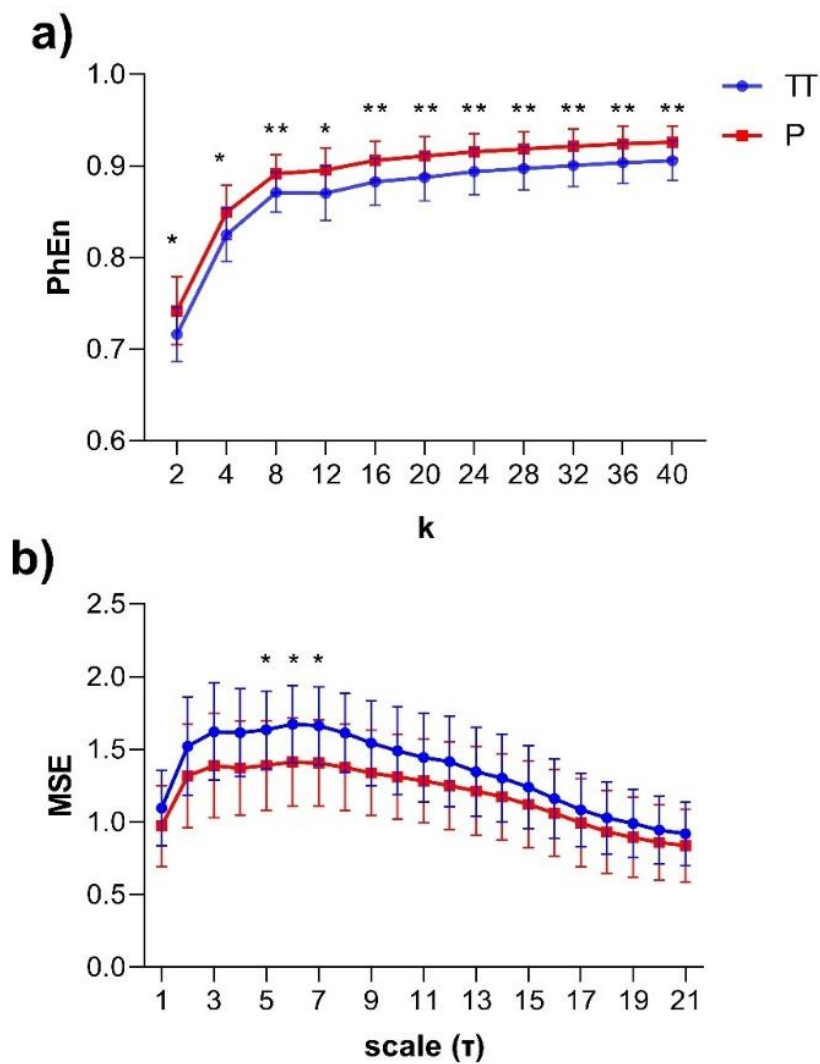 a)
1.0
0.9
0.8
0.7
0.6
PhEn
* * ** * ** ** ** ** ** ** **
TT
P
2 4 8 12 16 20 24 28 32 36 40
k
b)
2.5
2.0
1.5
1.0
0.5
0.0
MSE
* * *
1 3 5 7 9 11 13 15 17 19 21
scale (τ)